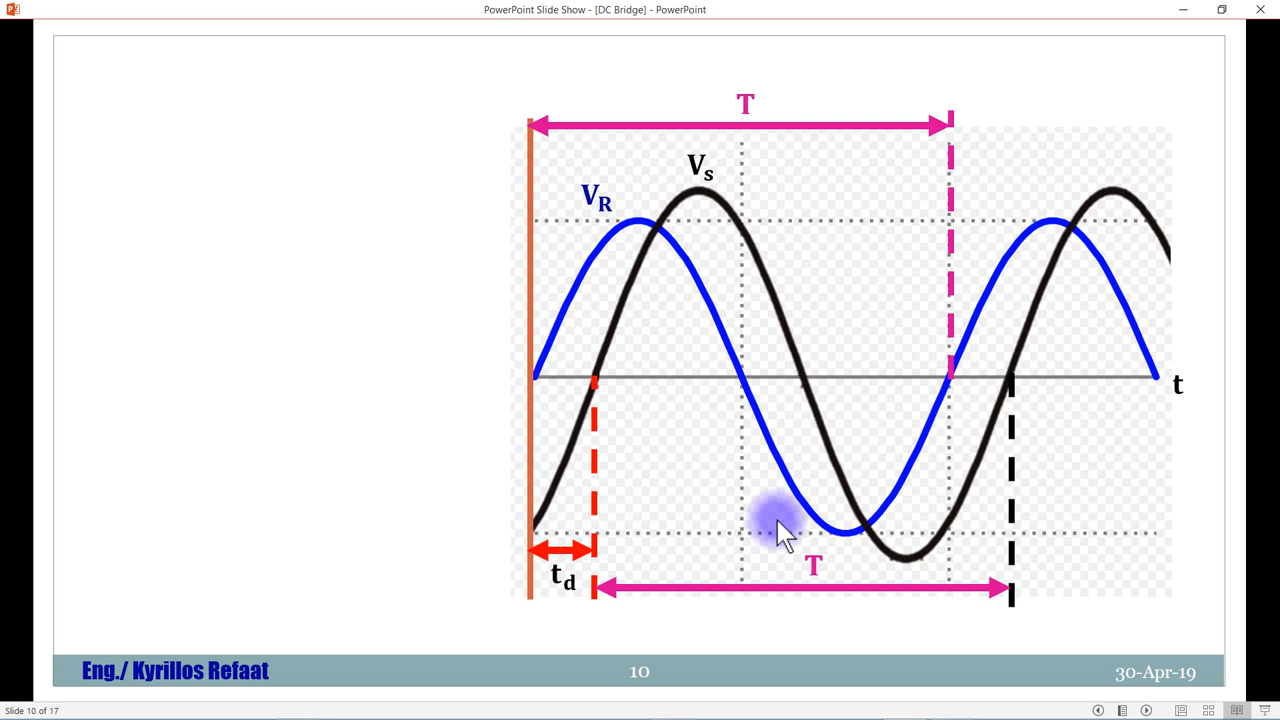 PowerPoint Slide Show - [DC Bridge] - PowerPoint
T
Vs
VR
t
td
T
Eng./ Kyrillos Refaat
10
30-Apr-19
Slide 10 of 17